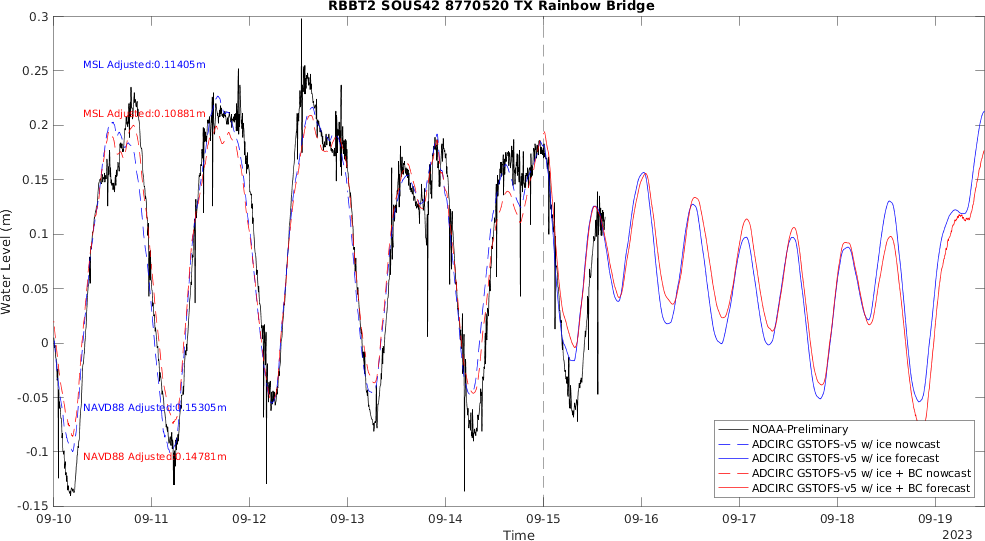 RBBT2 SOUS42 8770520 TX Rainbow Bridge
0.3
0.25
0.2
0.15
0.1
0.05
0
-0.05
-0.1
-0.15
Water Level (m)
MSL Adjusted:0.11405m
MSL Adjusted:0.10881m
NAVD88 Adjusted:0.15305m
NAVD88 Adjusted:0.14781m
NOAA-Preliminary
ADCIRC GSTOFS-v5 w/ ice nowcast
ADCIRC GSTOFS-v5 w/ ice forecast
ADCIRC GSTOFS-v5 w/ ice + BC nowcast
ADCIRC GSTOFS-v5 w/ ice + BC forecast
09-10 09-11 09-12 09-13 09-14 09-15 09-16 09-17 09-18 09-19
Time
2023